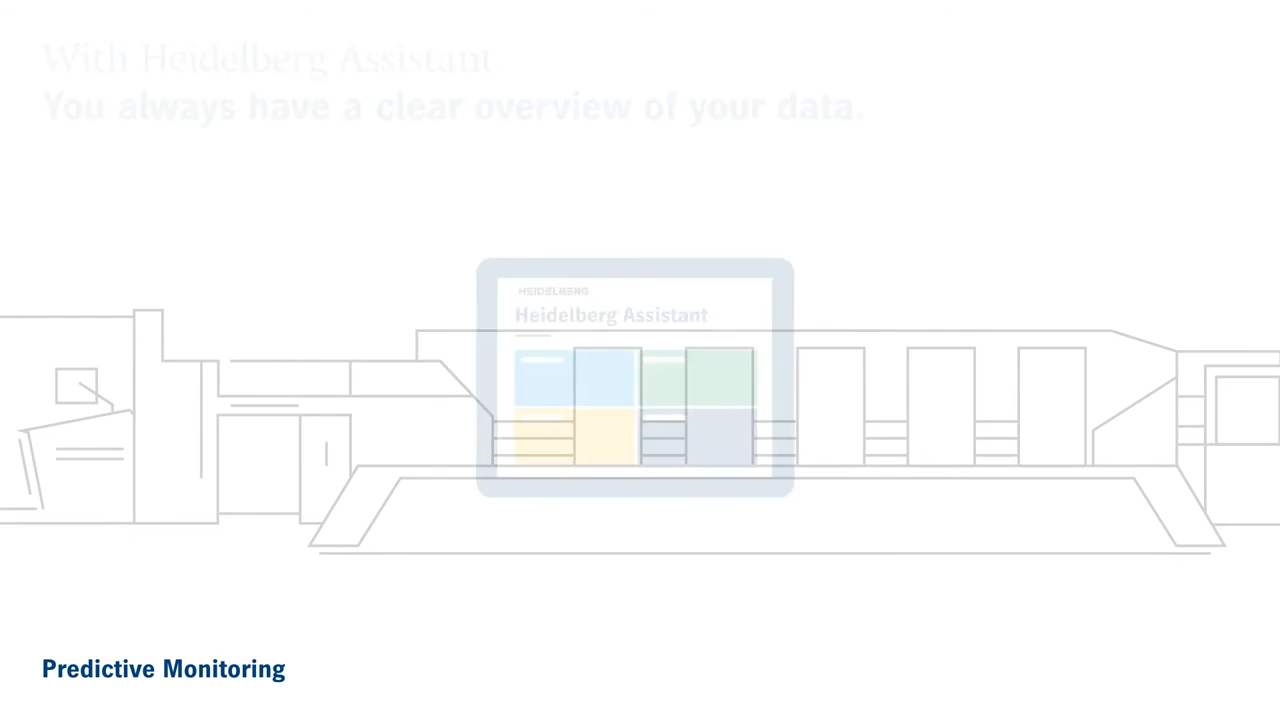 With Heidelberg Assistant
You always have a clear overview of your data.
HEIDELBERG
Heidelberg Assistant
Predictive Monitoring